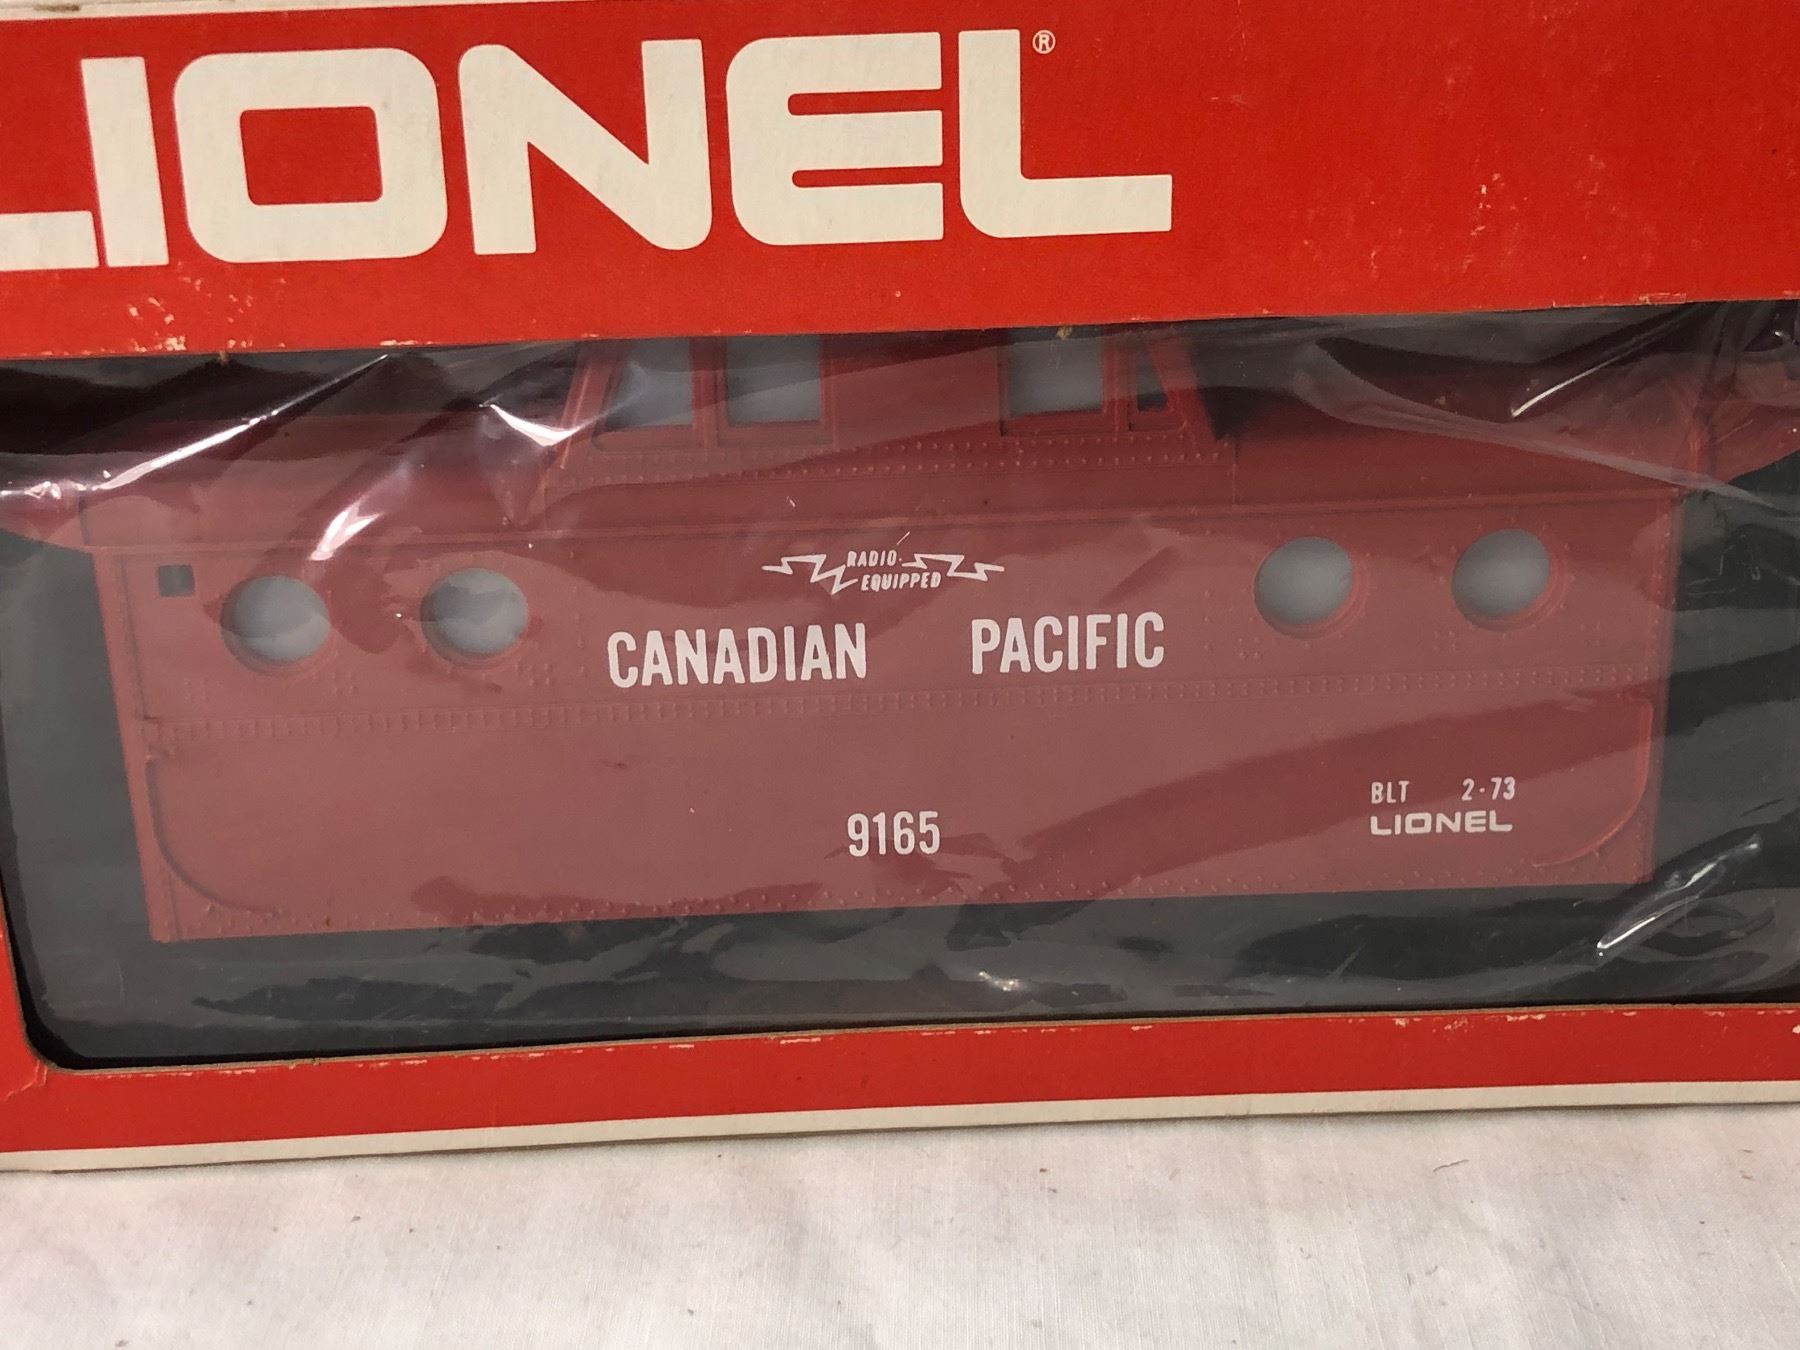 LIONEL®
RADIO
EQUIPPED
CANADIAN PACIFIC
9165
BLT 2-73
LIONEL